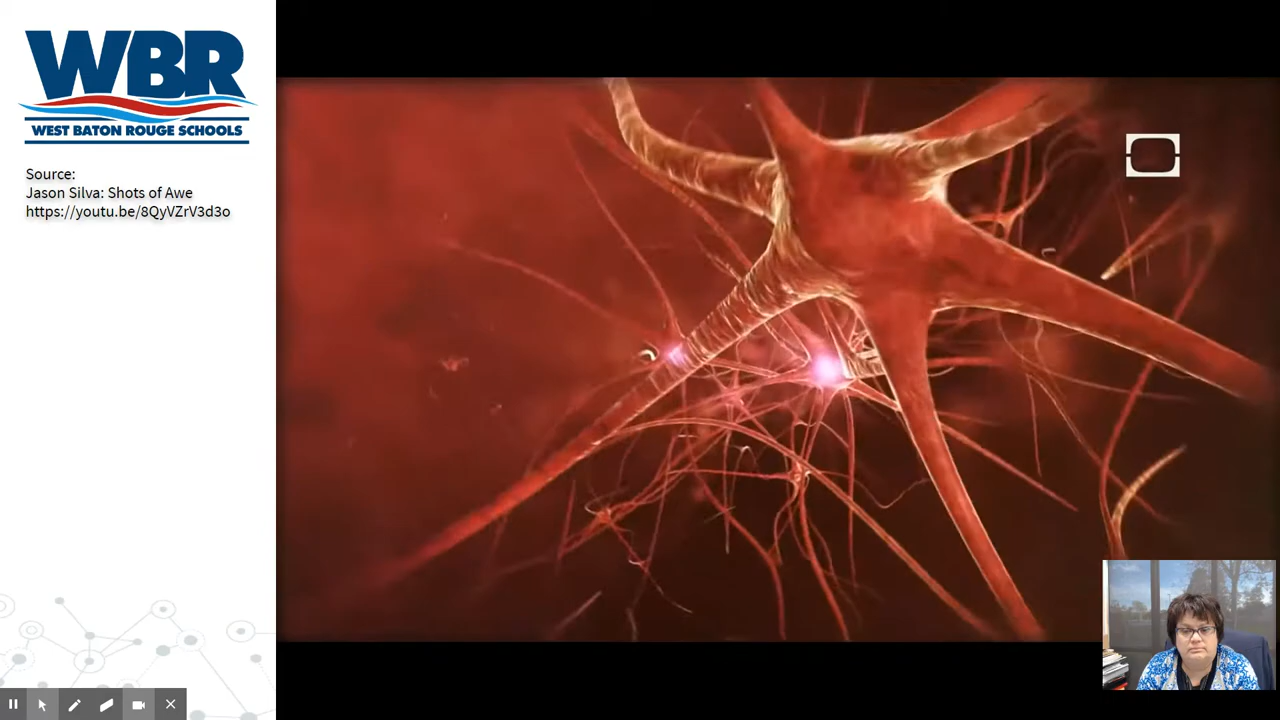 WBR
WEST BATON ROUGE SCHOOLS
Source:
Jason Silva: Shots of Awe
https://youtu.be/8QyVZrV3d3o